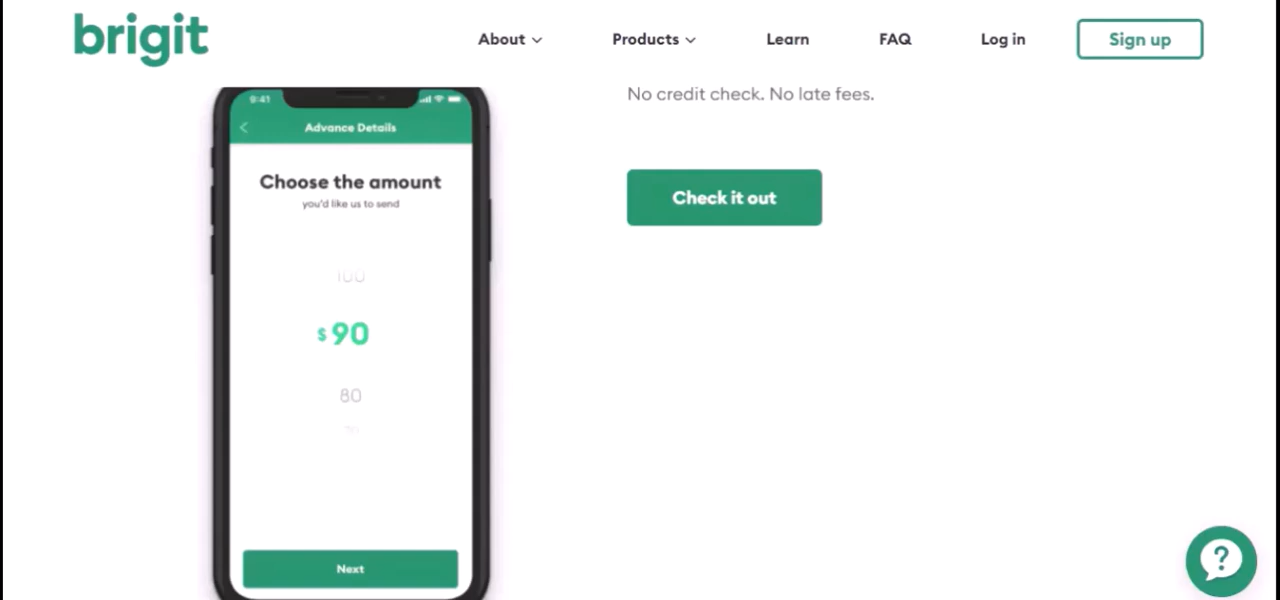 brigit
About
Products
Learn
FAQ
Log in
Sign up
No credit check. No late fees.
Check it out
9:41
Advance Details
Choose the amount
you'd like us to send
100
$90
80
Next
?